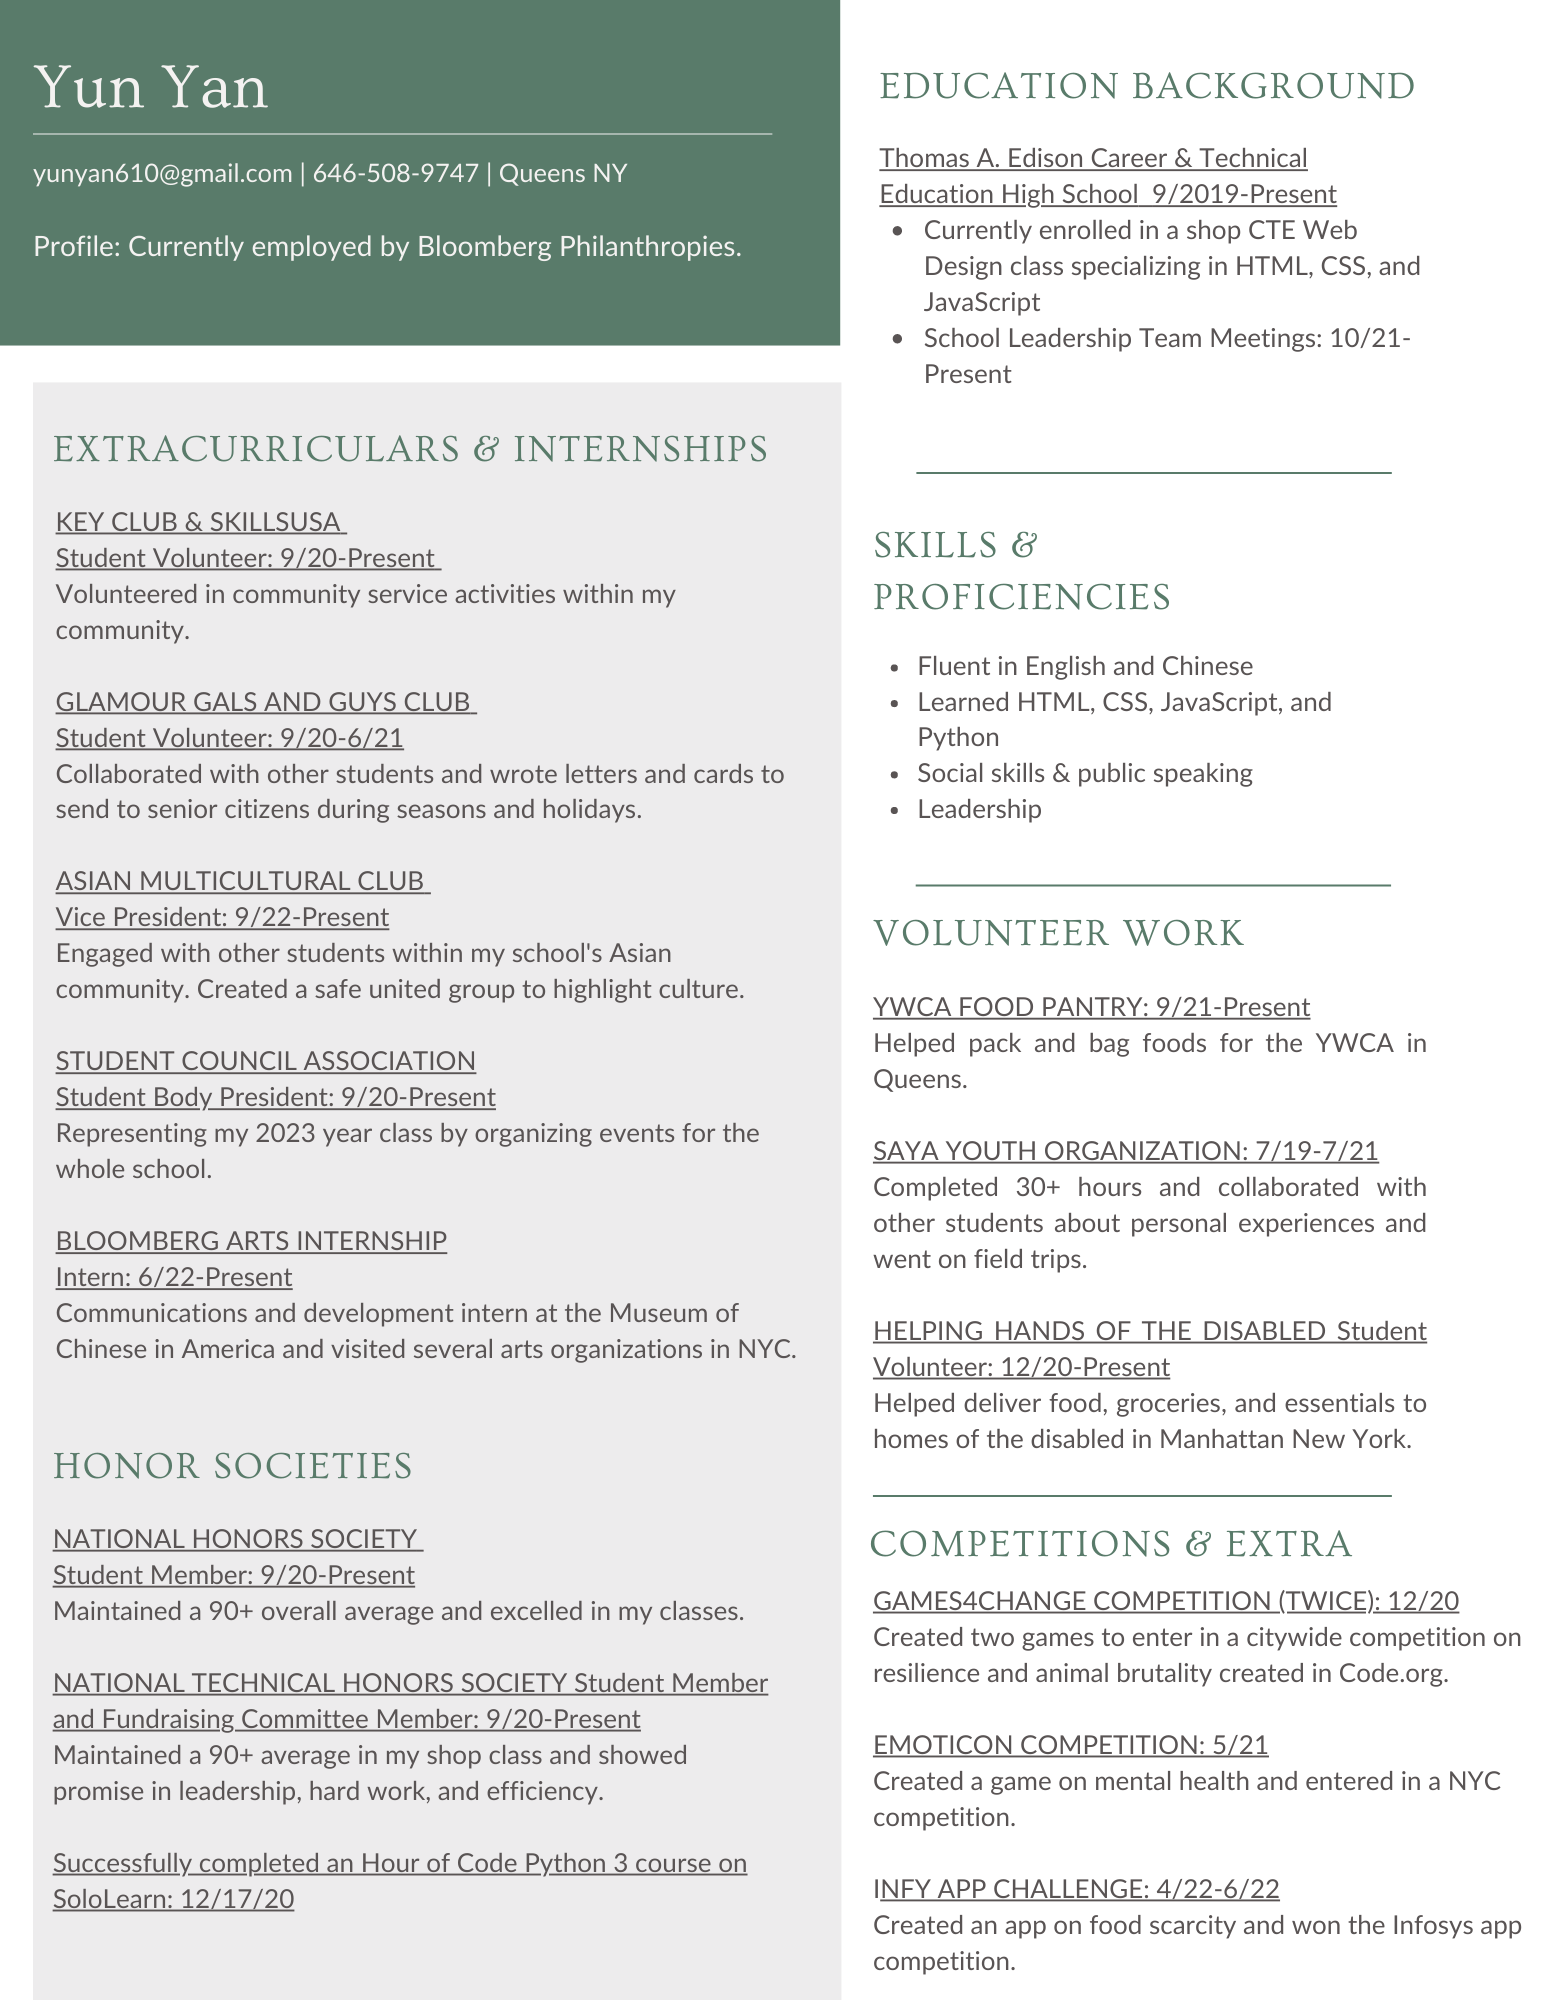 Yun Yan
yunyan610@gmail.com | 646-508-9747 | Queens NY
Profile: Currently employed by Bloomberg Philanthropies.
EXTRACURRICULARS & INTERNSHIPS
KEY CLUB & SKILLSUSA
Student Volunteer: 9/20-Present
Volunteered in community service activities within my
community.
GLAMOUR GALS AND GUYS CLUB
Student Volunteer: 9/20-6/21
Collaborated with other students and wrote letters and cards to
send to senior citizens during seasons and holidays.
ASIAN MULTICULTURAL CLUB
Vice President: 9/22-Present
Engaged with other students within my school's Asian
community. Created a safe united group to highlight culture.
STUDENT COUNCIL ASSOCIATION
Student Body President: 9/20-Present
Representing my 2023 year class by organizing events for the
whole school.
BLOOMBERG ARTS INTERNSHIP
Intern: 6/22-Present
Communications and development intern at the Museum of
Chinese in America and visited several arts organizations in NYC.
HONOR SOCIETIES
NATIONAL HONORS SOCIETY
Student Member: 9/20-Present
Maintained a 90+ overall average and excelled in my classes.
NATIONAL TECHNICAL HONORS SOCIETY Student Member
and Fundraising Committee Member: 9/20-Present
Maintained a 90+ average in my shop class and showed
promise in leadership, hard work, and efficiency.
Successfully completed an Hour of Code Python 3 course on
SoloLearn: 12/17/20
EDUCATION BACKGROUND
Thomas A. Edison Career & Technical
Education High School  9/2019-Present
• Currently enrolled in a shop CTE Web
Design class specializing in HTML, CSS, and
JavaScript
• School Leadership Team Meetings: 10/21-
Present
SKILLS &
PROFICIENCIES
• Fluent in English and Chinese
• Learned HTML, CSS, JavaScript, and
Python
• Social skills & public speaking
• Leadership
VOLUNTEER WORK
YWCA FOOD PANTRY: 9/21-Present
Helped pack and bag foods for the YWCA in
Queens.
SAYA YOUTH ORGANIZATION: 7/19-7/21
Completed 30+ hours and collaborated with
other students about personal experiences and
went on field trips.
HELPING HANDS OF THE DISABLED Student
Volunteer: 12/20-Present
Helped deliver food, groceries, and essentials to
homes of the disabled in Manhattan New York.
COMPETITIONS & EXTRA
GAMES4CHANGE COMPETITION (TWICE): 12/20
Created two games to enter in a citywide competition on
resilience and animal brutality created in Code.org.
EMOTICON COMPETITION: 5/21
Created a game on mental health and entered in a NYC
competition.
INFY APP CHALLENGE: 4/22-6/22
Created an app on food scarcity and won the Infosys app
competition.